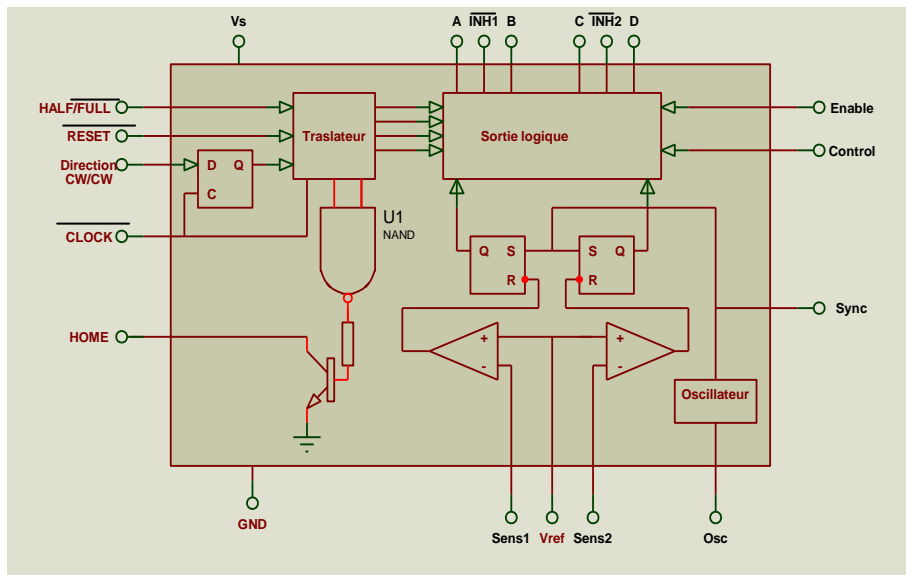 Vs
A INH1 B C INH2 D
HALF/FULL
Enable
RESET
Traslateur
Sortie logique
Direction
CW/CW
D Q
C
Control
CLOCK
U1
NAND
Q S
R
S Q
R
HOME
Sync
+
-
+
-
Oscillateur
GND
Sens1 Vref Sens2 Osc